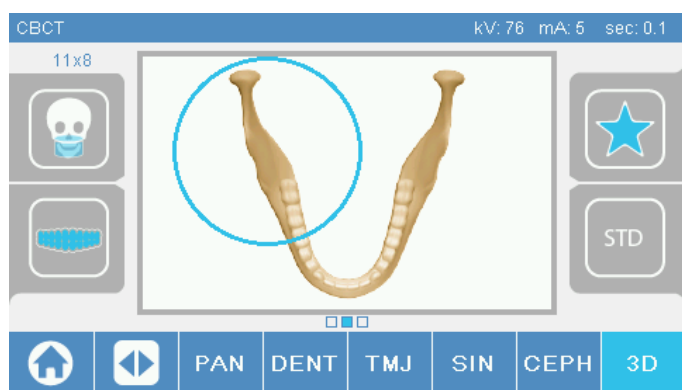 CBCT kV: 76 mA: 5 sec: 0.1
11x8
STD
PAN DENT TMJ SIN CEPH 3D